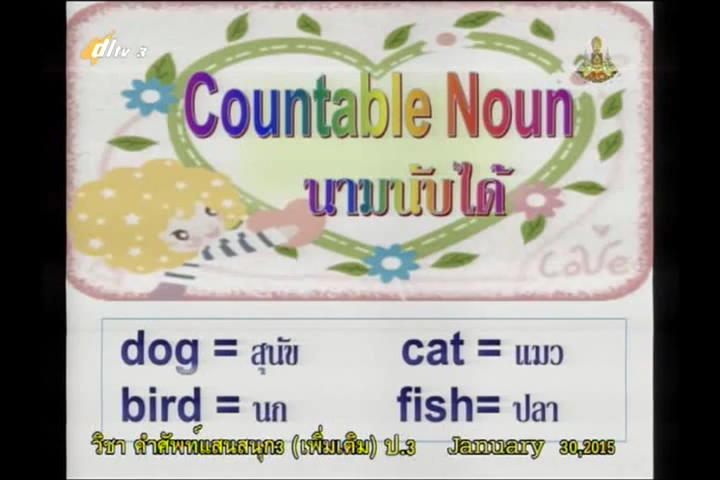 dltv 3
Countable Noun
นามนับได้
Love
dog = สุนัข cat = แมว
bird = นก fish= ปลา
วิชา คำศัพท์แสนสนุก3 (เพิ่มเติม) ป.3 January 30,2015